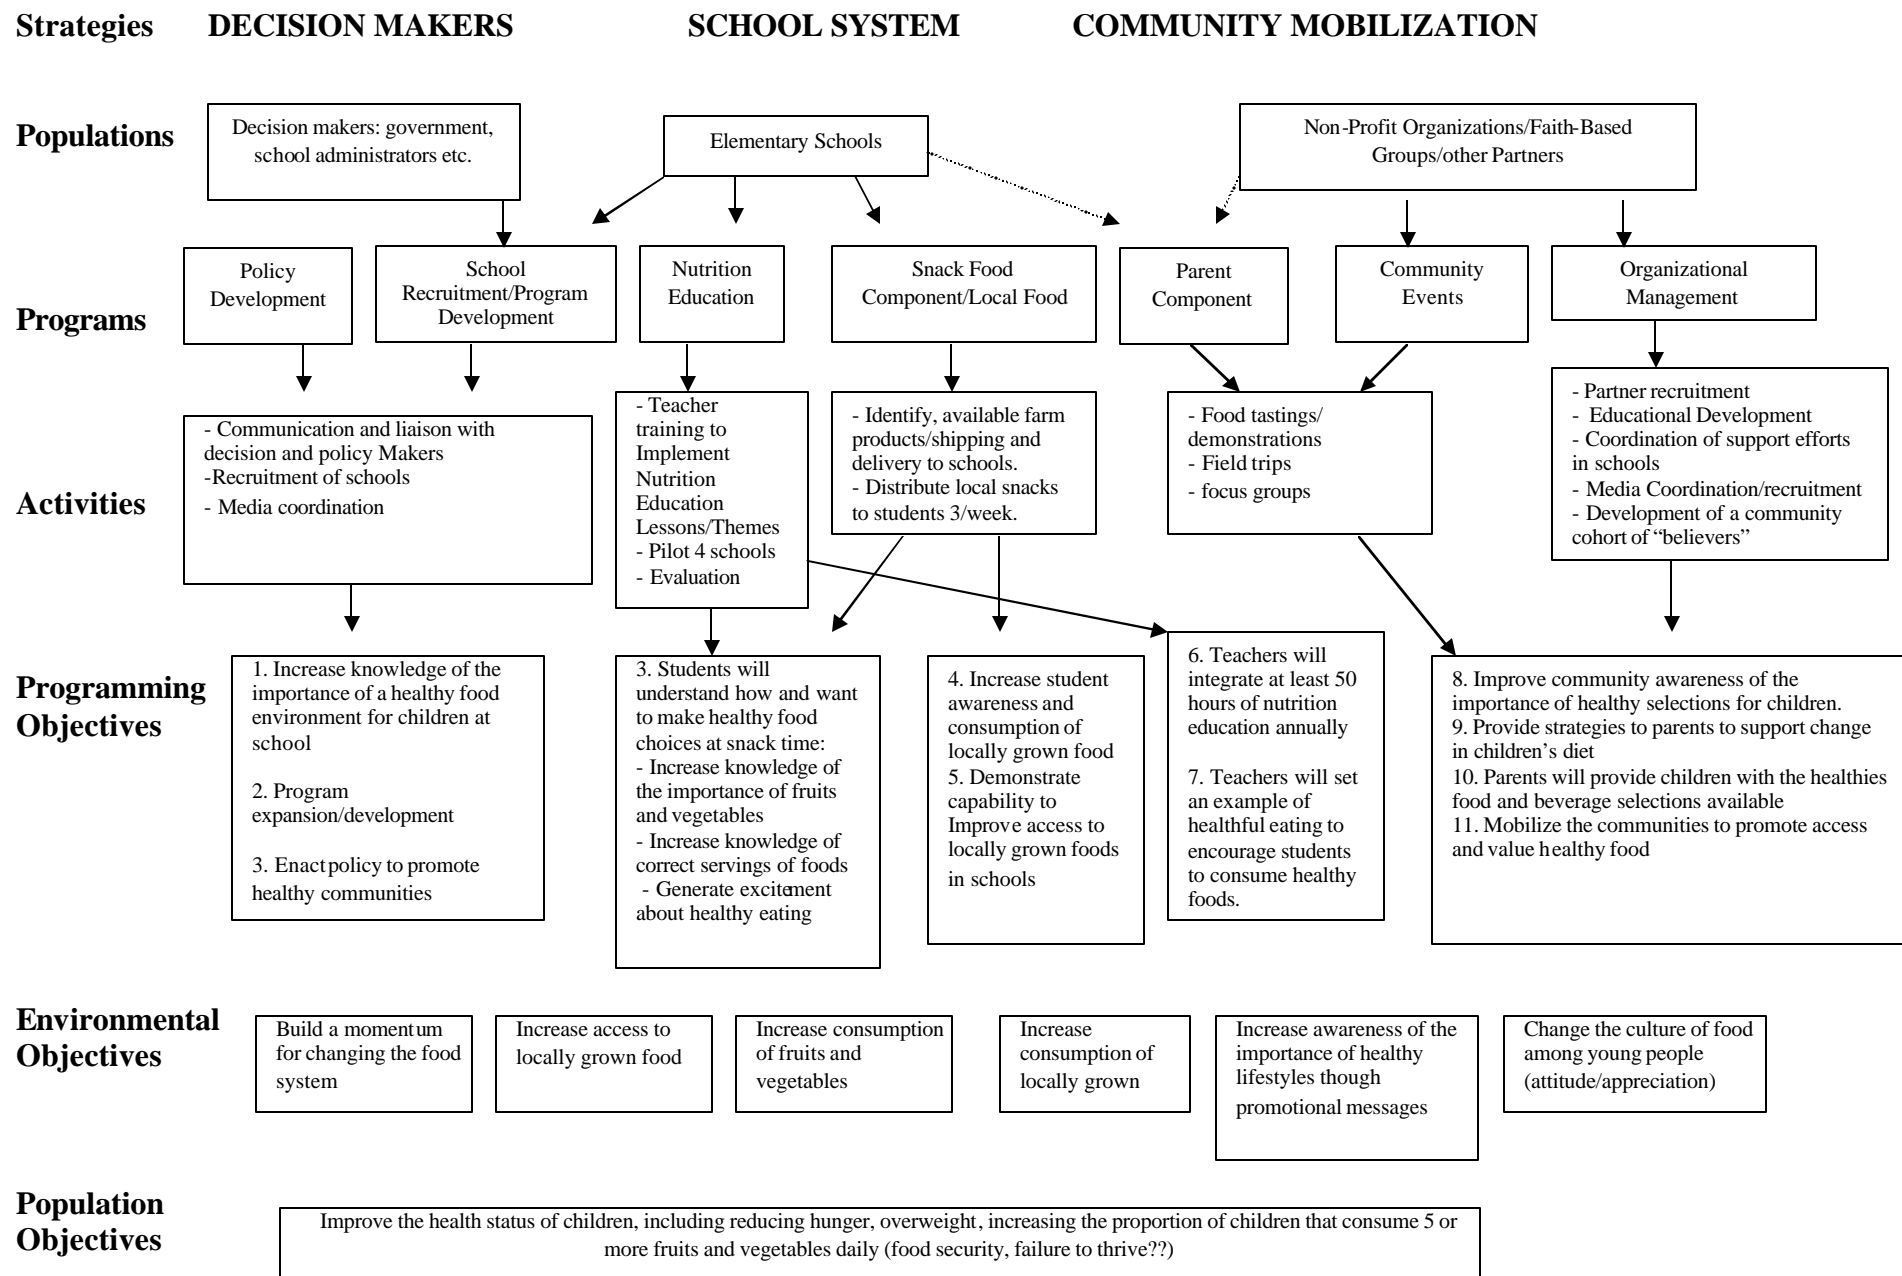 Strategies DECISION MAKERS SCHOOL SYSTEM COMMUNITY MOBILIZATION
Populations
Decision makers: government,
school administrators etc.
Elementary Schools
Non-Profit Organizations/Faith-Based
Groups/other Partners
Programs
Policy
Development
School
Recruitment/Program
Development
Nutrition
Education
Snack Food
Component/Local Food
Parent
Component
Community
Events
Organizational
Management
Activities
- Communication and liaison with
decision and policy Makers
-Recruitment of schools
- Media coordination
- Teacher
training to
Implement
Nutrition
Education
Lessons/Themes
- Pilot 4 schools
- Evaluation
- Identify, available farm
products/shipping and
delivery to schools.
- Distribute local snacks
to students 3/week.
- Food tastings/
demonstrations
- Field trips
- focus groups
- Partner recruitment
- Educational Development
- Coordination of support efforts
in schools
- Media Coordination/recruitment
- Development of a community
cohort of “believers”
Programming
Objectives
1. Increase knowledge of the
importance of a healthy food
environment for children at
school
2. Program
expansion/development
3. Enact policy to promote
healthy communities
3. Students will
understand how and want
to make healthy food
choices at snack time:
- Increase knowledge of
the importance of fruits
and vegetables
- Increase knowledge of
correct servings of foods
- Generate excitement
about healthy eating
4. Increase student
awareness and
consumption of
locally grown food
5. Demonstrate
capability to
Improve access to
locally grown foods
in schools
6. Teachers will
integrate at least 50
hours of nutrition
education annually
7. Teachers will set
an example of
healthful eating to
encourage students
to consume healthy
foods.
8. Improve community awareness of the
importance of healthy selections for children.
9. Provide strategies to parents to support change
in children’s diet
10. Parents will provide children with the healthies
food and beverage selections available
11. Mobilize the communities to promote access
and value healthy food
Environmental
Objectives
Build a momentum
for changing the food
system
Increase access to
locally grown food
Increase consumption
of fruits and
vegetables
Increase
consumption of
locally grown
Increase awareness of the
importance of healthy
lifestyles though
promotional messages
Change the culture of food
among young people
(attitude/appreciation)
Population
Objectives
Improve the health status of children, including reducing hunger, overweight, increasing the proportion of children that consume 5 or
more fruits and vegetables daily (food security, failure to thrive??)